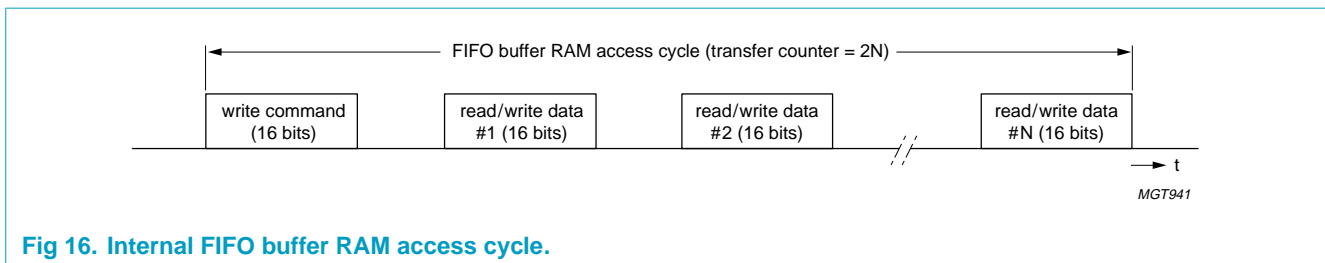 FIFO buffer RAM access cycle (transfer counter = 2N)
write command
(16 bits)
read/write data
#1 (16 bits)
read/write data
#2 (16 bits)
read/write data
#N (16 bits)
t
MGT941
Fig 16. Internal FIFO buffer RAM access cycle.